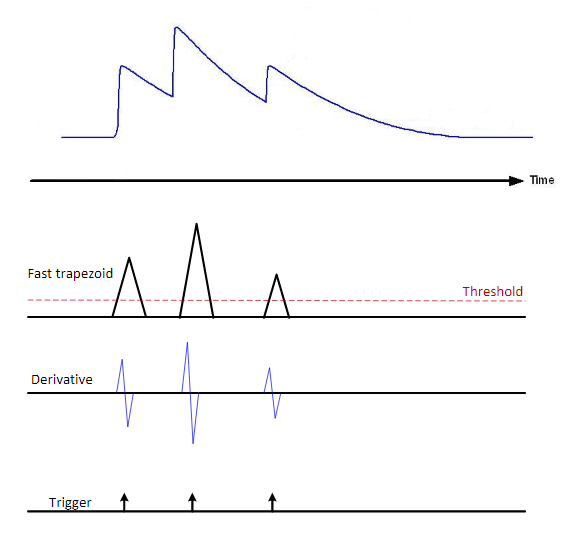 Time
Fast trapezoid
Threshold
Derivative
Trigger